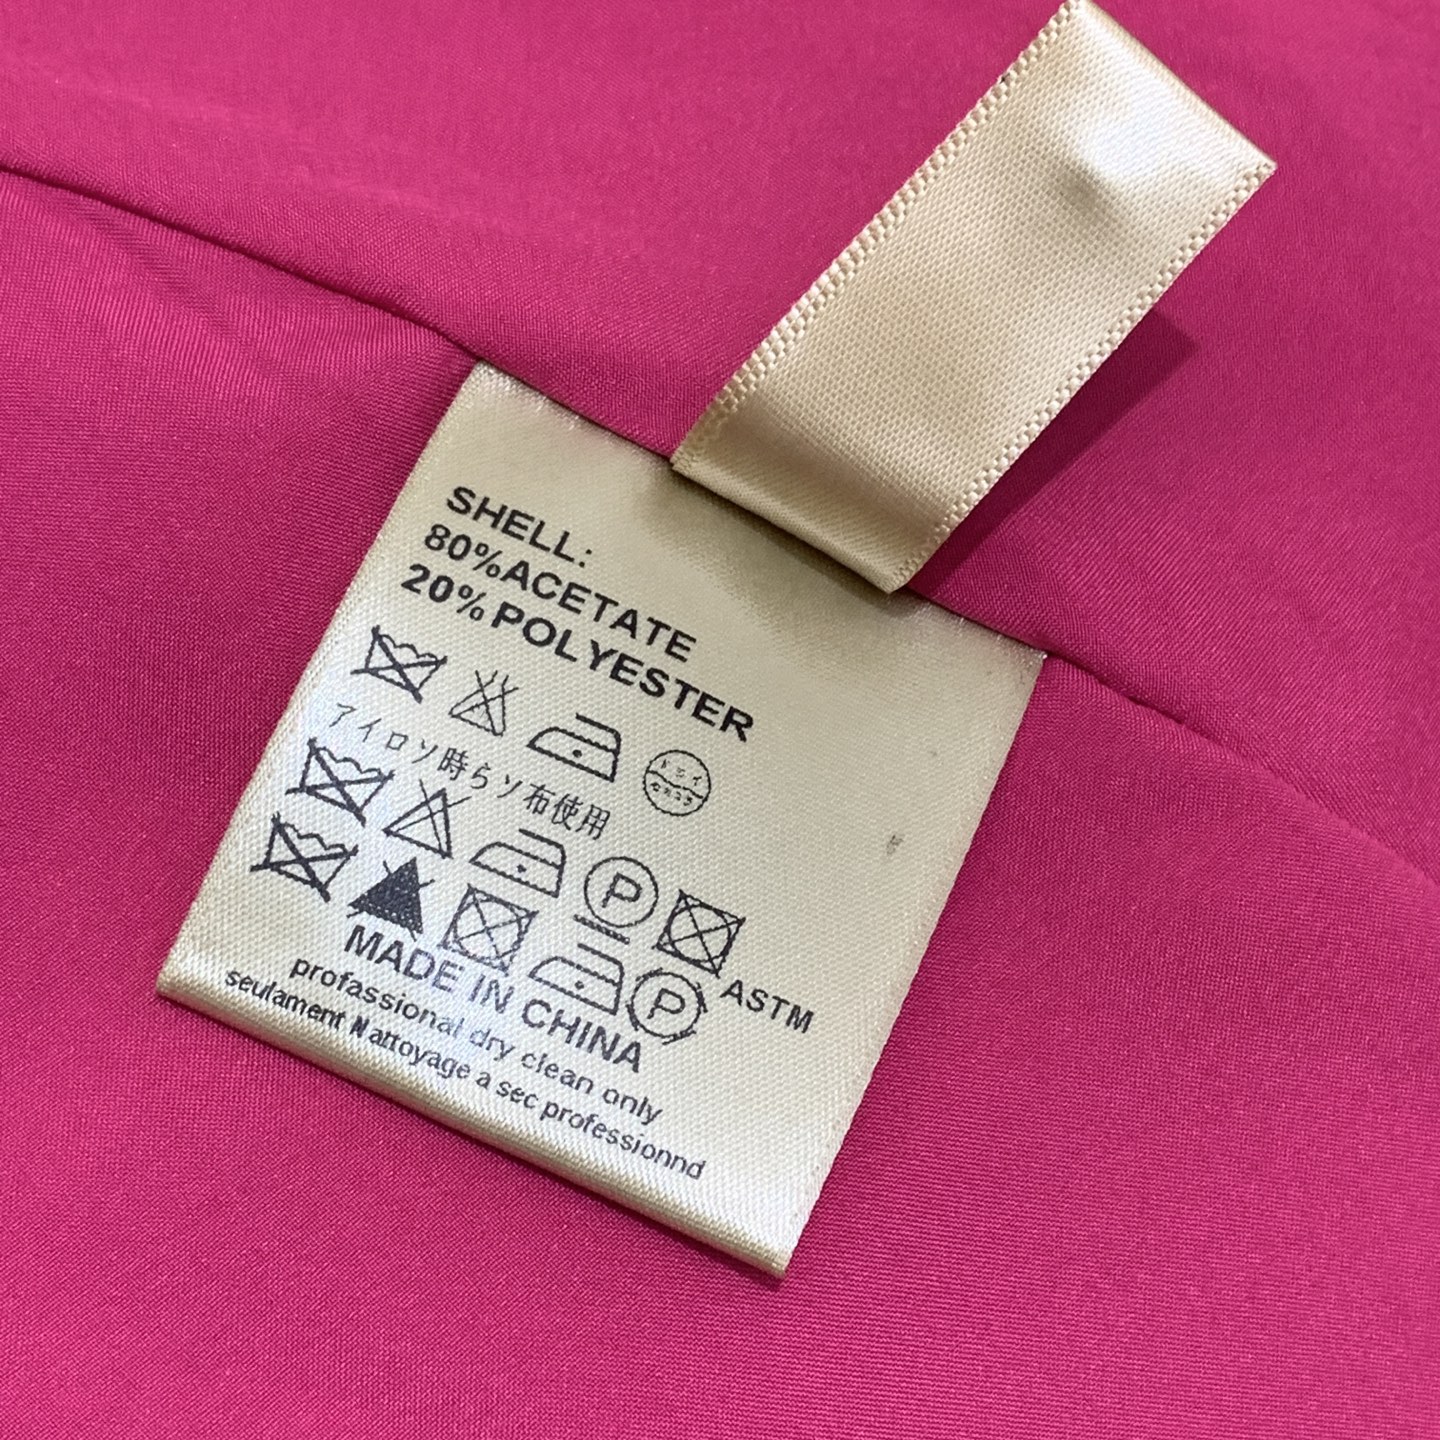 SHELL:
80%ACETATE
20%POLYESTER
アイロソ時らソ布使用
P
P
ASTM
MADE IN CHINA
profassional dry clean only
seulament Nattoyage a sec professionnd